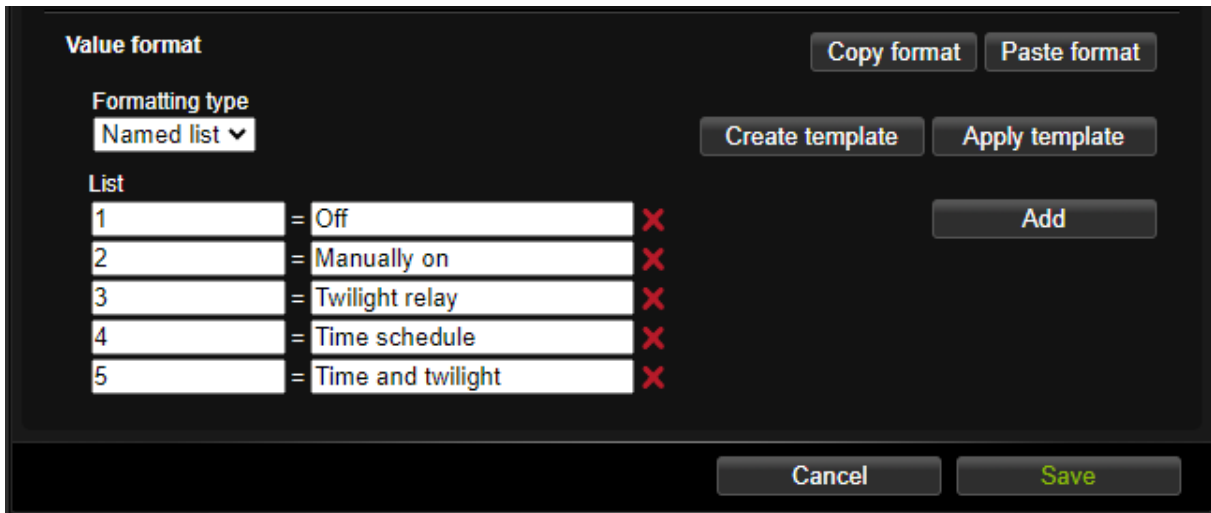 Value format
Copy format Paste format
Formatting type
Named list
Create template Apply template
List
1 = Off
Add
2 = Manually on
3 = Twilight relay
4 = Time schedule
5 = Time and twilight
Cancel Save